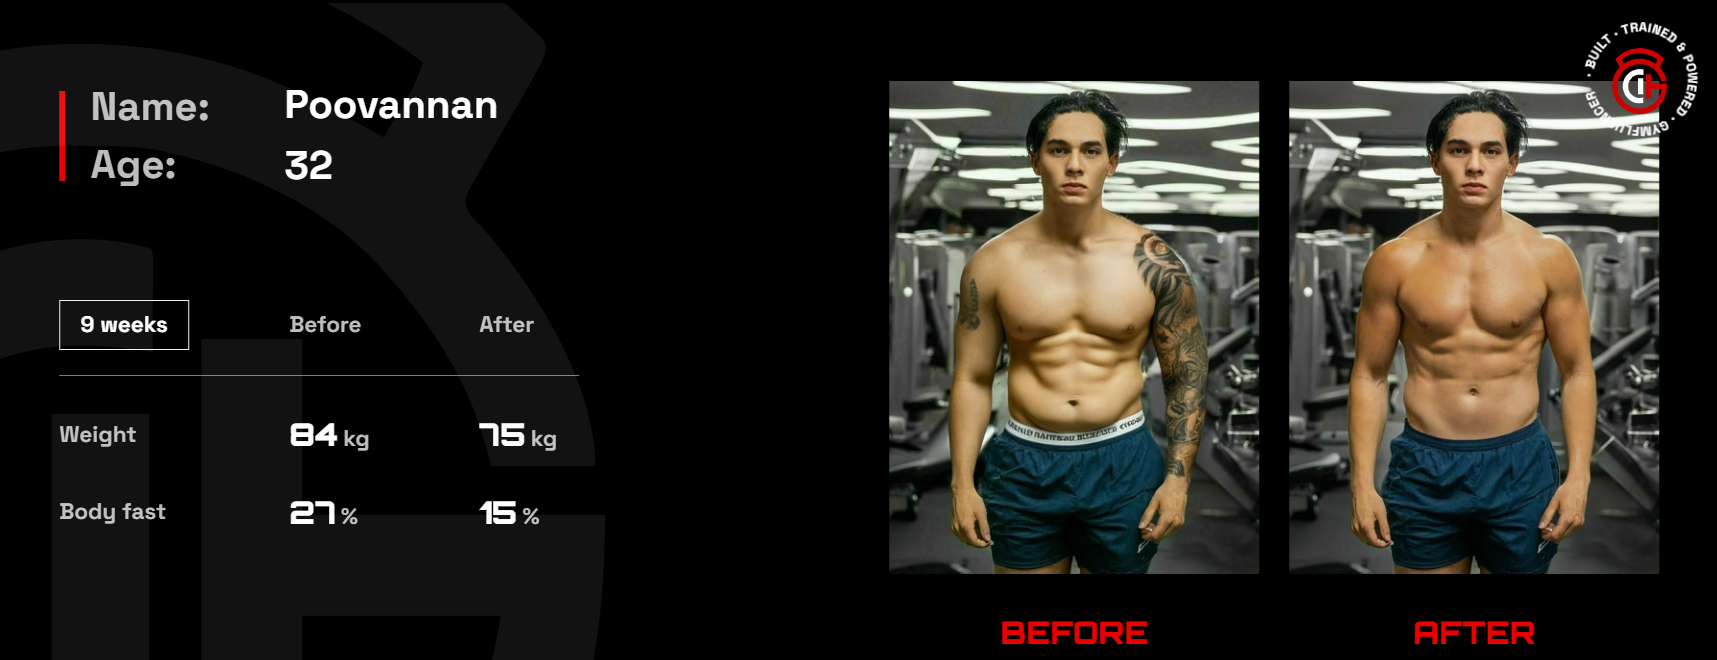 Name: Poovannan
Age: 32
9 weeks Before After
Weight 84 kg 75 kg
Body fast 27 % 15 %
BEFORE AFTER
BUILT · TRAINED & POWERED · GYMFLUENCER ·